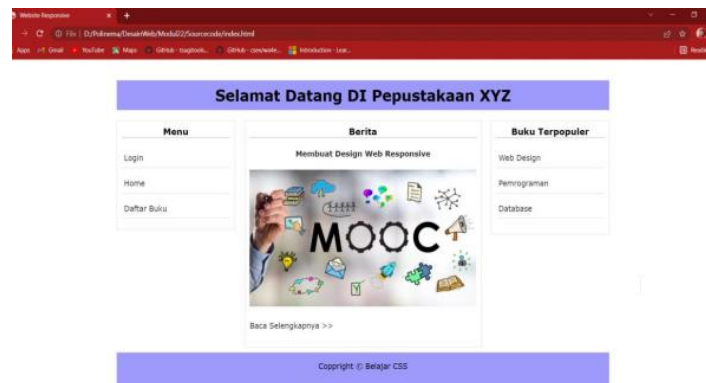 Website Responsive
File | D:/Polinema/DesainWeb/Modul22/Sourcecode/index.html
Apps Gmail YouTube Maps Introduction - Lear...
Selamat Datang DI Pepustakaan XYZ
Menu
Login
Home
Daftar Buku
Berita
Membuat Design Web Responsive
MOOC
Baca Selengkapnya >>
Buku Terpopuler
Web Design
Pemrograman
Database
Coppright © Belajar CSS